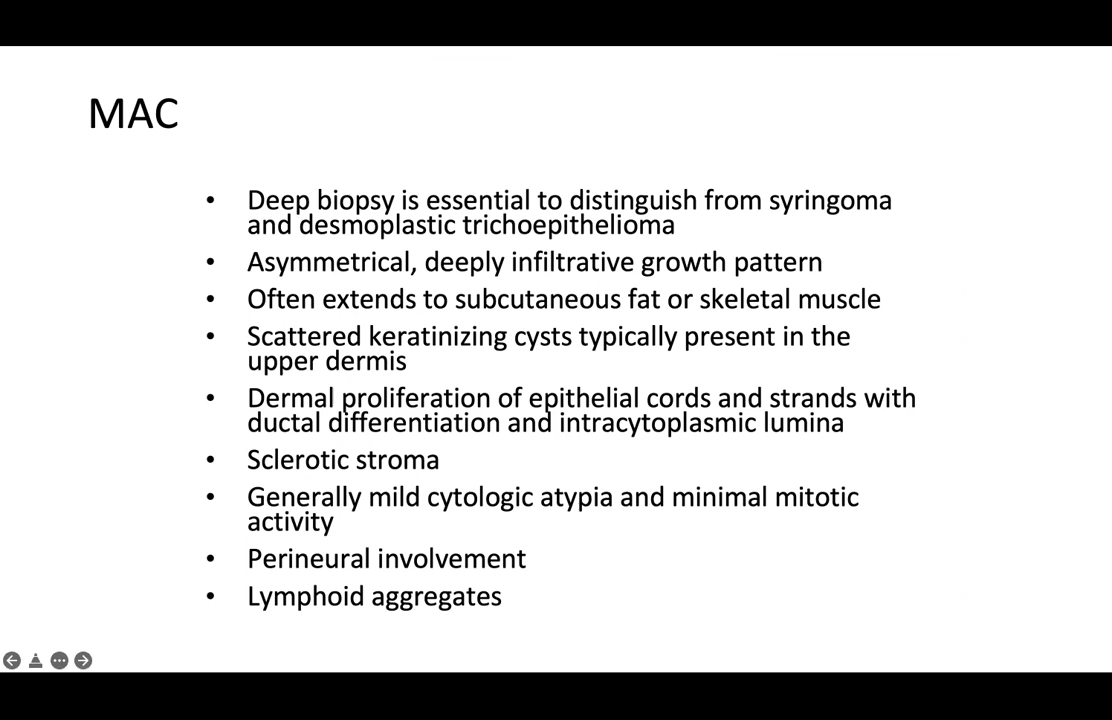 MAC
• Deep biopsy is essential to distinguish from syringoma
and desmoplastic trichoepithelioma
• Asymmetrical, deeply infiltrative growth pattern
• Often extends to subcutaneous fat or skeletal muscle
• Scattered keratinizing cysts typically present in the
upper dermis
• Dermal proliferation of epithelial cords and strands with
ductal differentiation and intracytoplasmic lumina
• Sclerotic stroma
• Generally mild cytologic atypia and minimal mitotic
activity
• Perineural involvement
• Lymphoid aggregates